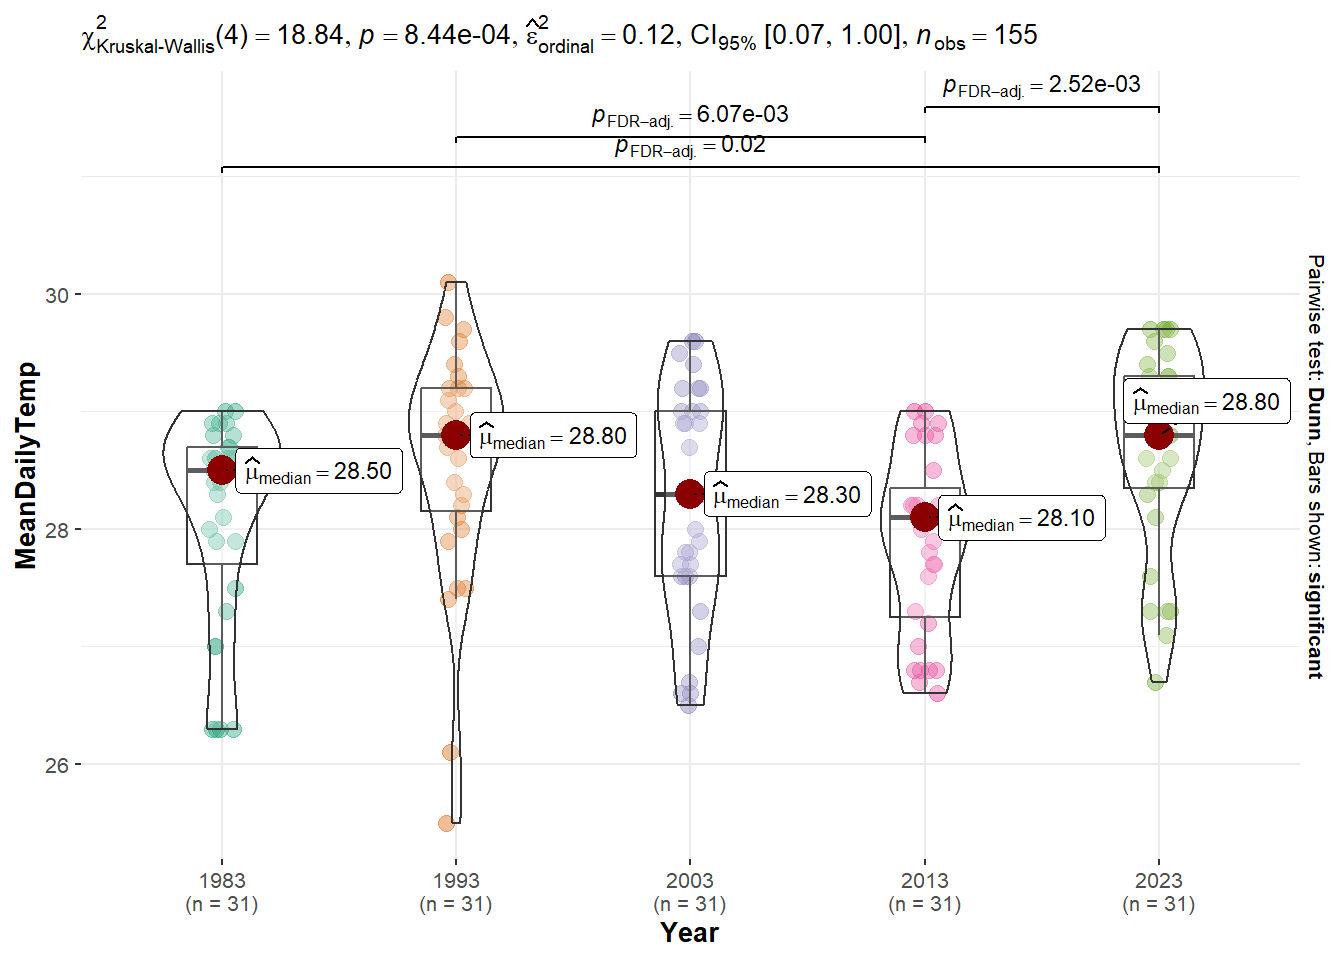 χ²Kruskal-Wallis(4) = 18.84, p = 8.44e-04, ε̂²ordinal = 0.12, CI95% [0.07, 1.00], nobs = 155
pFDR–adj. = 2.52e-03
pFDR–adj. = 6.07e-03
pFDR–adj. = 0.02
30
28
26
MeanDailyTemp
μ̂median = 28.50
μ̂median = 28.80
μ̂median = 28.30
μ̂median = 28.10
μ̂median = 28.80
Pairwise test: Dunn, Bars shown: significant
1983
(n = 31)
1993
(n = 31)
2003
(n = 31)
2013
(n = 31)
2023
(n = 31)
Year